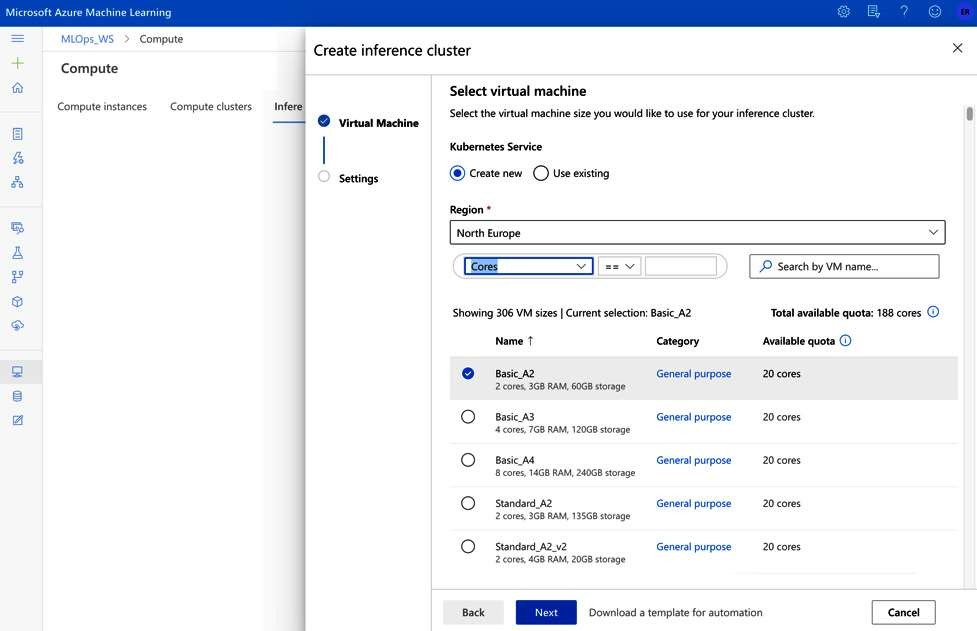 Microsoft Azure Machine Learning
?
ER
MLOps_WS > Compute
Compute
Compute instances Compute clusters Infere
Create inference cluster
Virtual Machine
Settings
Select virtual machine
Select the virtual machine size you would like to use for your inference cluster.
Kubernetes Service
Create new Use existing
Region *
North Europe
Cores == Search by VM name...
Showing 306 VM sizes | Current selection: Basic_A2 Total available quota: 188 cores
Name ↑ Category Available quota
Basic_A2 General purpose 20 cores
2 cores, 3GB RAM, 60GB storage
Basic_A3 General purpose 20 cores
4 cores, 7GB RAM, 120GB storage
Basic_A4 General purpose 20 cores
8 cores, 14GB RAM, 240GB storage
Standard_A2 General purpose 20 cores
2 cores, 3GB RAM, 135GB storage
Standard_A2_v2 General purpose 20 cores
2 cores, 4GB RAM, 20GB storage
Back Next Download a template for automation Cancel